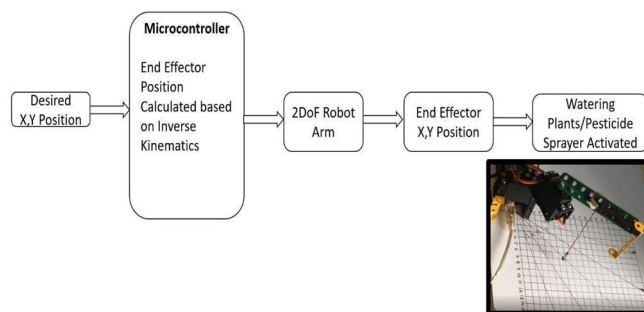 Microcontroller
End Effector
Position
Calculated based
on Inverse
Kinematics
Desired
X,Y Position
2DoF Robot
Arm
End Effector
X,Y Position
Watering
Plants/Pesticide
Sprayer Activated